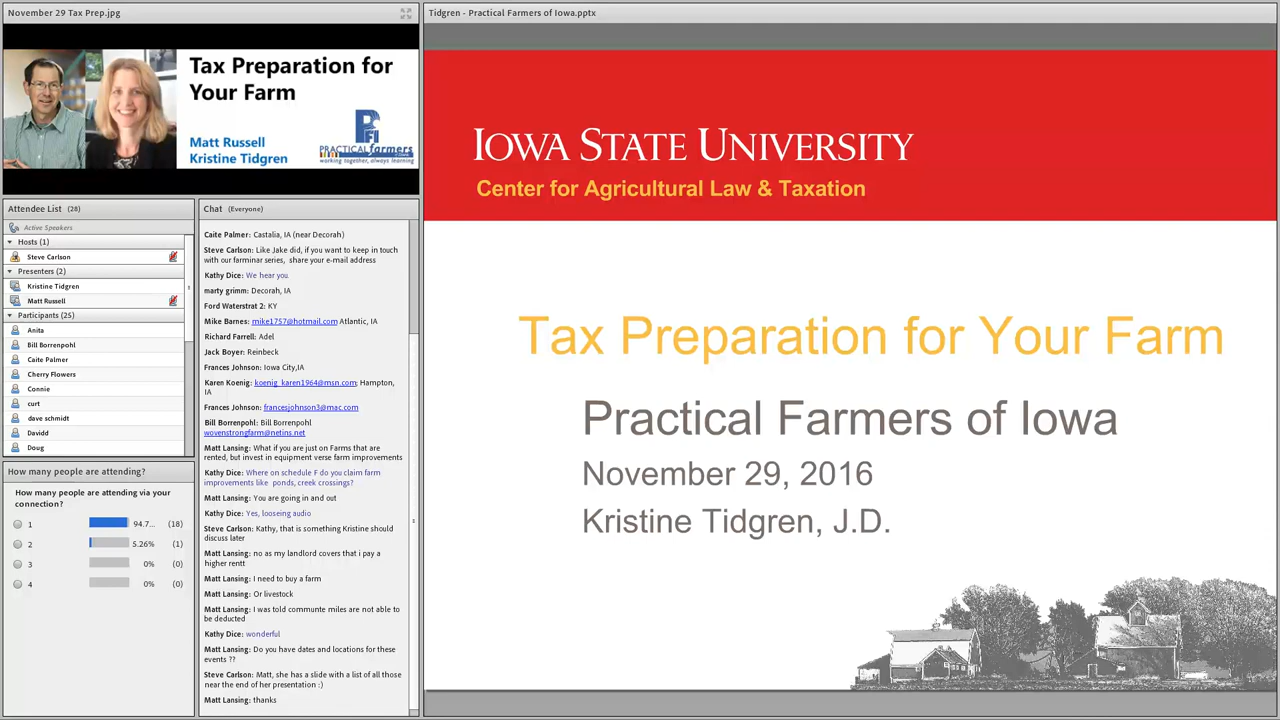 November 29 Tax Prep.jpg
Tax Preparation for
Your Farm
Matt Russell
Kristine Tidgren
PFI
PRACTICAL farmers
working together, always learning
Attendee List (28)
Active Speakers
Hosts (1)
Steve Carlson
Presenters (2)
Kristine Tidgren
Matt Russell
Participants (25)
Anita
Bill Borrenpohl
Caite Palmer
Cherry Flowers
Connie
curt
dave schmidt
Davidd
Doug
How many people are attending?
How many people are attending via your
connection?
1 94.7... (18)
2 5.26% (1)
3 0% (0)
4 0% (0)
Chat (Everyone)
Caite Palmer: Castalia, IA (near Decorah)
Steve Carlson: Like Jake did, if you want to keep in touch
with our farminar series, share your e-mail address
Kathy Dice: We hear you.
marty grimm: Decorah, IA
Ford Waterstrat 2: KY
Mike Barnes: mike1757@hotmail.com Atlantic, IA
Richard Farrell: Adel
Jack Boyer: Reinbeck
Frances Johnson: Iowa City,IA
Karen Koenig: koenig_karen1964@msn.com; Hampton,
IA
Frances Johnson: francesjohnson3@mac.com
Bill Borrenpohl: Bill Borrenpohl
wovenstrongfarm@netins.net
Matt Lansing: What if you are just on Farms that are
rented, but invest in equipment verse farm improvements
Kathy Dice: Where on schedule F do you claim farm
improvements like ponds, creek crossings?
Matt Lansing: You are going in and out
Kathy Dice: Yes, looseing audio
Steve Carlson: Kathy, that is something Kristine should
discuss later
Matt Lansing: no as my landlord covers that i pay a
higher rentt
Matt Lansing: I need to buy a farm
Matt Lansing: Or livestock
Matt Lansing: I was told communte miles are not able to
be deducted
Kathy Dice: wonderful
Matt Lansing: Do you have dates and locations for these
events ??
Steve Carlson: Matt, she has a slide with a list of all those
near the end of her presentation :)
Matt Lansing: thanks
Tidgren - Practical Farmers of Iowa.pptx
IOWA STATE UNIVERSITY
Center for Agricultural Law & Taxation
Tax Preparation for Your Farm
Practical Farmers of Iowa
November 29, 2016
Kristine Tidgren, J.D.